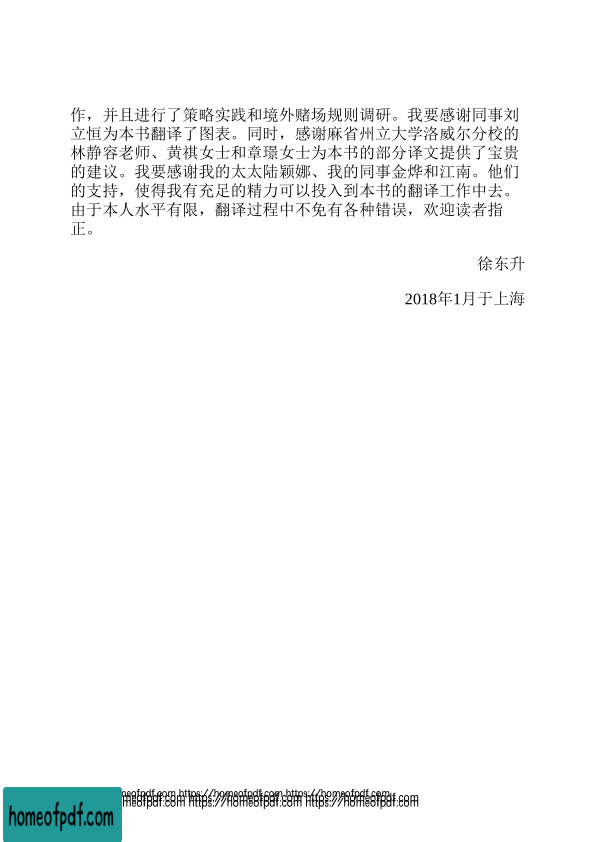 作，并且进行了策略实践和境外赌场规则调研。我要感谢同事刘
立恒为本书翻译了图表。同时，感谢麻省州立大学洛威尔分校的
林静容老师、黄祺女士和章璟女士为本书的部分译文提供了宝贵
的建议。我要感谢我的太太陆颖娜、我的同事金烨和江南。他们
的支持，使得我有充足的精力可以投入到本书的翻译工作中去。
由于本人水平有限，翻译过程中不免有各种错误，欢迎读者指
正。
徐东升
2018年1月于上海
meofpdf.com https://homeofpdf.com https://homeofpdf.com
meofpdf.com https://homeofpdf.com https://homeofpdf.com
homeofpdf.com